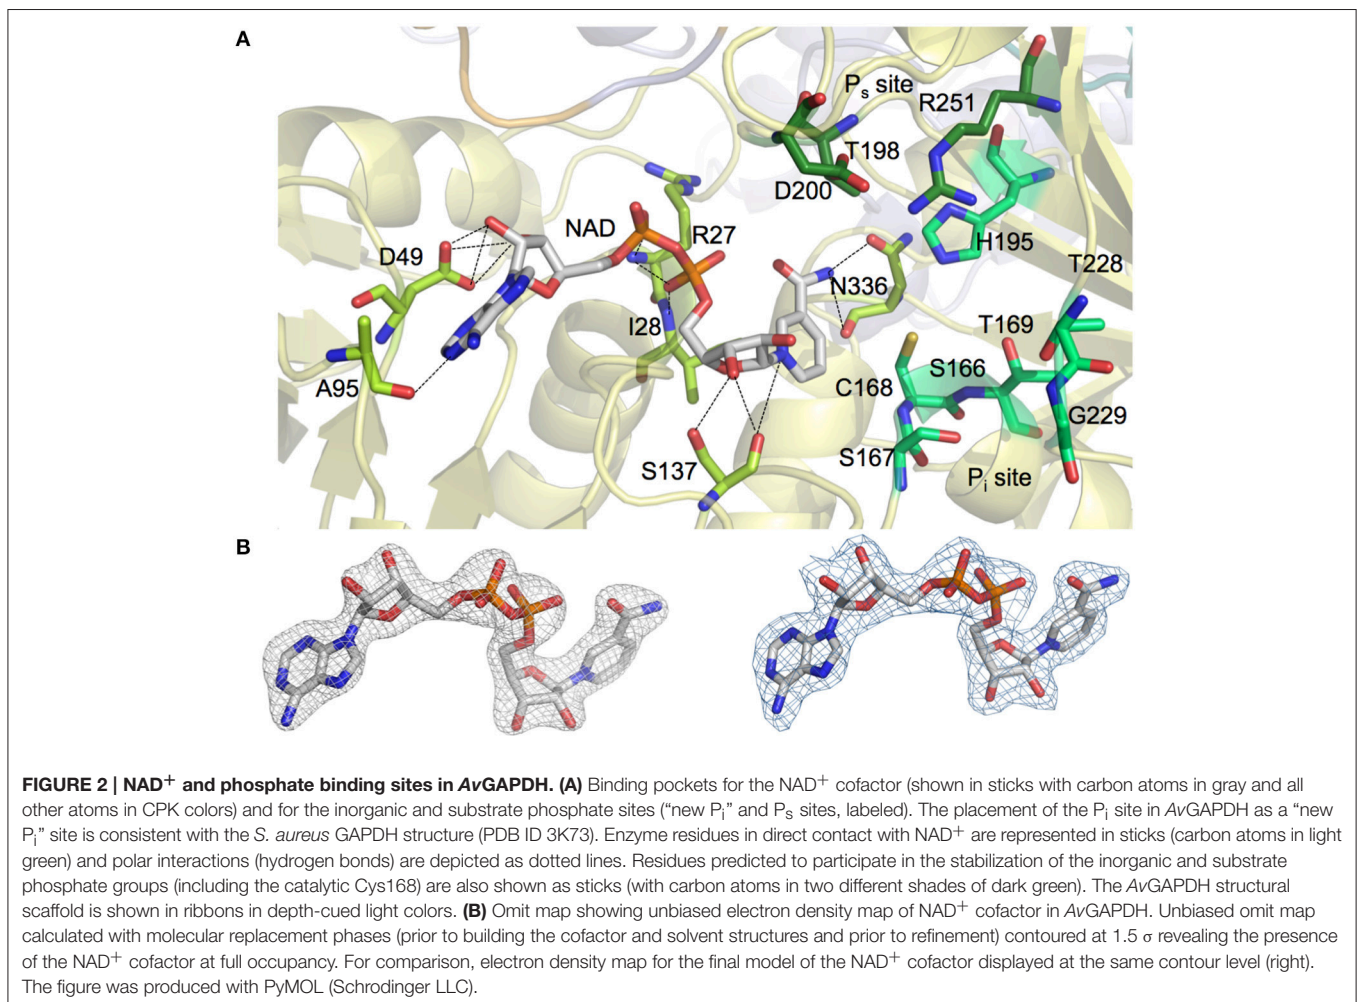 A
P_s site
R251
T198
D200
NAD
R27
D49
H195
N336
T228
I28
T169
S166
A95
C168
G229
S137
S167
P_i site
B
FIGURE 2 | NAD⁺ and phosphate binding sites in AvGAPDH. (A) Binding pockets for the NAD⁺ cofactor (shown in sticks with carbon atoms in gray and all
other atoms in CPK colors) and for the inorganic and substrate phosphate sites (“new P_i” and P_S sites, labeled). The placement of the P_i site in AvGAPDH as a “new
P_i” site is consistent with the S. aureus GAPDH structure (PDB ID 3K73). Enzyme residues in direct contact with NAD⁺ are represented in sticks (carbon atoms in light
green) and polar interactions (hydrogen bonds) are depicted as dotted lines. Residues predicted to participate in the stabilization of the inorganic and substrate
phosphate groups (including the catalytic Cys168) are also shown as sticks (with carbon atoms in two different shades of dark green). The AvGAPDH structural
scaffold is shown in ribbons in depth-cued light colors. (B) Omit map showing unbiased electron density map of NAD⁺ cofactor in AvGAPDH. Unbiased omit map
calculated with molecular replacement phases (prior to building the cofactor and solvent structures and prior to refinement) contoured at 1.5 σ revealing the presence
of the NAD⁺ cofactor at full occupancy. For comparison, electron density map for the final model of the NAD⁺ cofactor displayed at the same contour level (right).
The figure was produced with PyMOL (Schrodinger LLC).